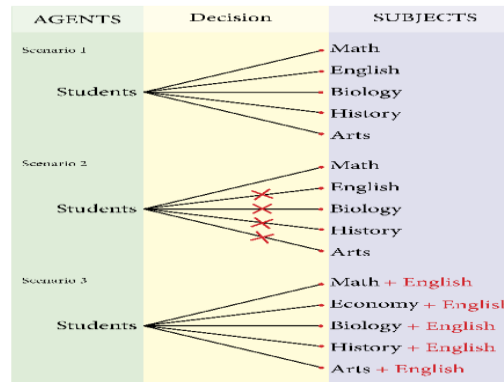 AGENTS Decision SUBJECTS
Scenario 1
Students
Math
English
Biology
History
Arts
Scenario 2
Students
Math
English
Biology
History
Arts
Scenario 3
Students
Math + English
Economy + English
Biology + English
History + English
Arts + English